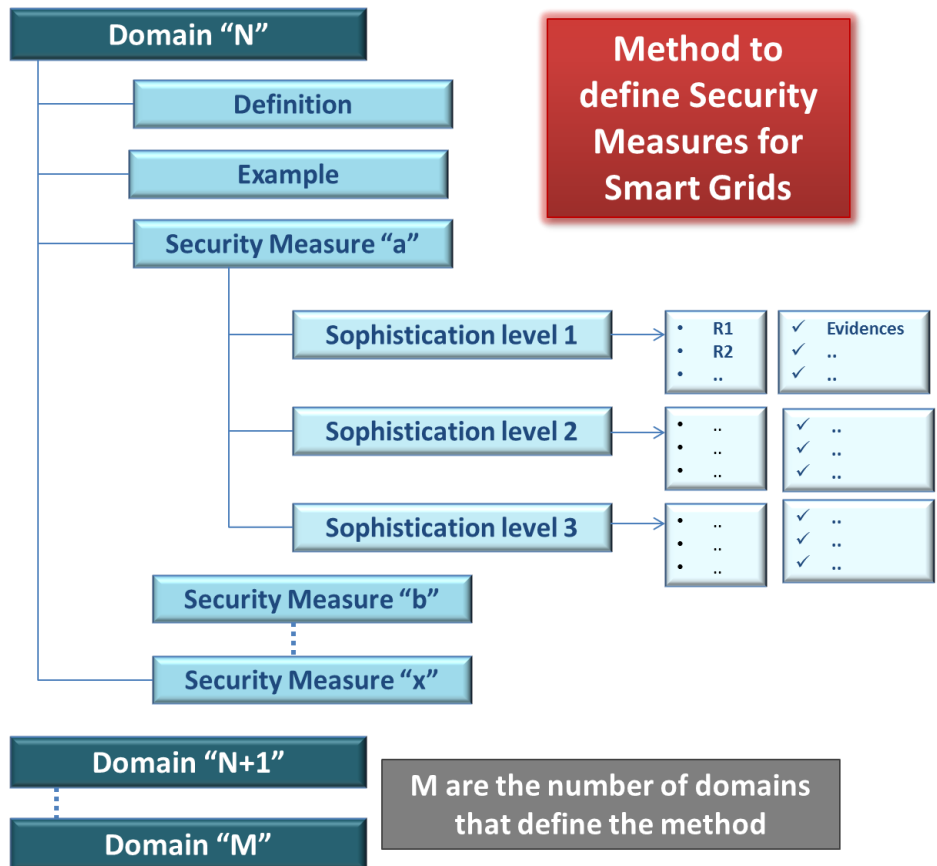 Domain “N”
Method to
define Security
Measures for
Smart Grids
Definition
Example
Security Measure “a”
Sophistication level 1
• R1
• R2
• ..
✓ Evidences
✓ ..
✓ ..
Sophistication level 2
• ..
• ..
• ..
✓ ..
✓ ..
✓ ..
Sophistication level 3
• ..
• ..
• ..
✓ ..
✓ ..
✓ ..
Security Measure “b”
Security Measure “x”
Domain “N+1”
M are the number of domains
that define the method
Domain “M”